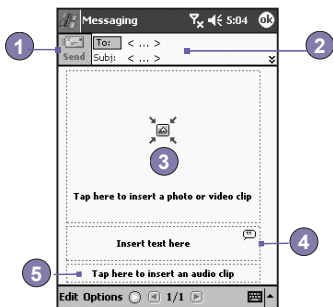 Messaging 5:04 ok
1
2
Send
To: < ... >
Subj: < ... >
3
Tap here to insert a photo or video clip
4
Insert text here
5
Tap here to insert an audio clip
Edit Options 1/1